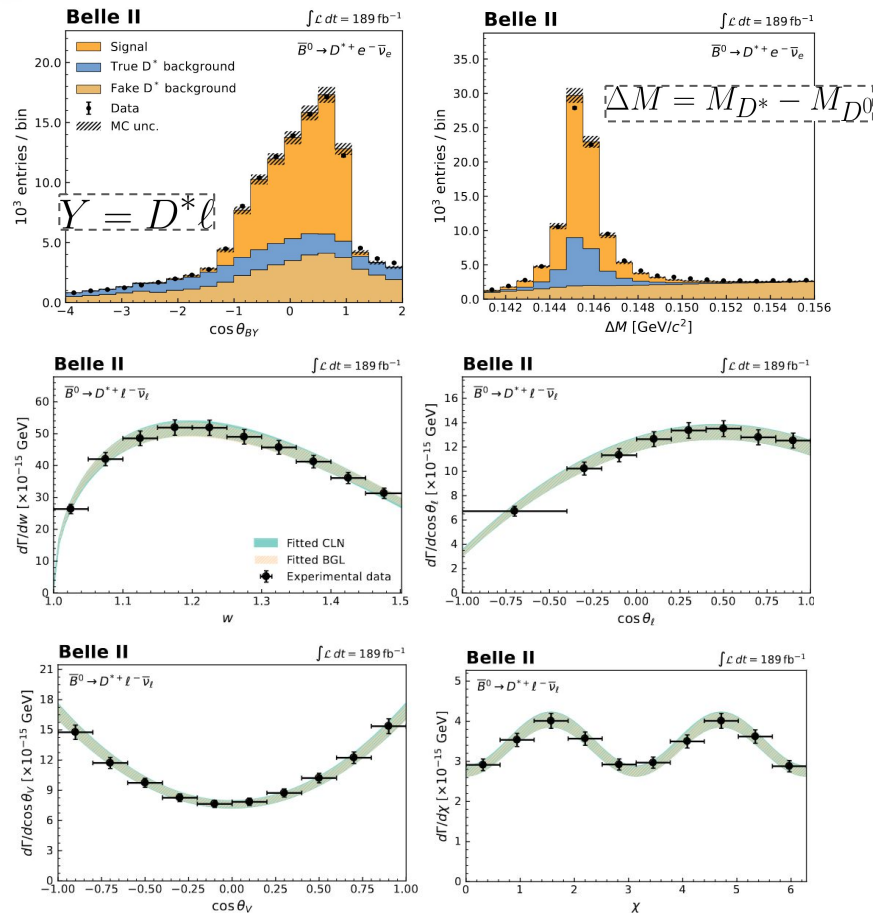 Belle II
∫ℒ dt = 189 fb⁻¹
B̅⁰ → D*⁺ e⁻ ν̅ₑ
Signal
True D* background
Fake D* background
Data
MC unc.
Y = D*ℓ
10³ entries / bin
20.0
15.0
10.0
5.0
0.0
−4 −3 −2 −1 0 1 2
cos θ_BY
Belle II
∫ℒ dt = 189 fb⁻¹
B̅⁰ → D*⁺ e⁻ ν̅ₑ
ΔM = M_D* − M_D⁰
10³ entries / bin
35.0
30.0
25.0
20.0
15.0
10.0
5.0
0.0
0.142 0.144 0.146 0.148 0.150 0.152 0.154 0.156
ΔM [GeV/c²]
Belle II
∫ℒ dt = 189 fb⁻¹
B̅⁰ → D*⁺ ℓ⁻ ν̅_ℓ
dΓ/dw [×10⁻¹⁵ GeV]
60
50
40
30
20
10
0
Fitted CLN
Fitted BGL
Experimental data
1.0 1.1 1.2 1.3 1.4 1.5
w
Belle II
∫ℒ dt = 189 fb⁻¹
B̅⁰ → D*⁺ ℓ⁻ ν̅_ℓ
dΓ/dcos θ_ℓ [×10⁻¹⁵ GeV]
16
14
12
10
8
6
4
2
0
−1.00 −0.75 −0.50 −0.25 0.00 0.25 0.50 0.75 1.0
cos θ_ℓ
Belle II
∫ℒ dt = 189 fb⁻¹
B̅⁰ → D*⁺ ℓ⁻ ν̅_ℓ
dΓ/dcos θ_V [×10⁻¹⁵ GeV]
21
18
15
12
9
6
3
0
−1.00 −0.75 −0.50 −0.25 0.00 0.25 0.50 0.75 1.00
cos θ_V
Belle II
∫ℒ dt = 189 fb⁻¹
B̅⁰ → D*⁺ ℓ⁻ ν̅_ℓ
dΓ/dχ [×10⁻¹⁵ GeV]
5
4
3
2
1
0
0 1 2 3 4 5 6
χ